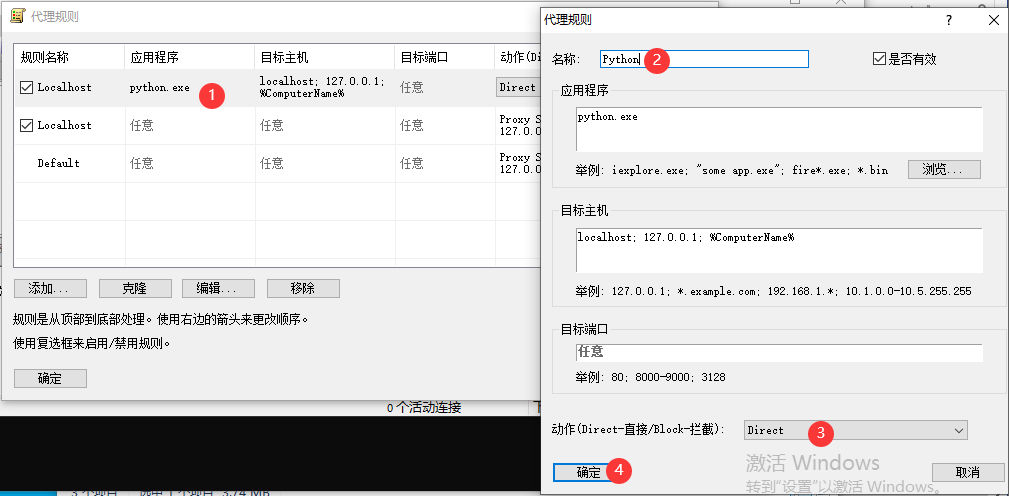 代理规则
规则名称
应用程序
目标主机
目标端口
动作(Di
Localhost
python.exe
1
localhost; 127.0.0.1;
%ComputerName%
任意
Direct
Localhost
任意
任意
任意
Proxy S
127.0.0
Default
任意
任意
任意
Proxy S
127.0.0
添加...
克隆
编辑...
移除
规则是从顶部到底部处理。使用右边的箭头来更改顺序。
使用复选框来启用/禁用规则。
确定
0 个活动连接
3 个项目
选中 1 个项目
3.74 MB
代理规则
?
名称:
Python
2
是否有效
应用程序
python.exe
举例: iexplore.exe; "some app.exe"; fire*.exe; *.bin
浏览...
目标主机
localhost; 127.0.0.1; %ComputerName%
举例: 127.0.0.1; *.example.com; 192.168.1.*; 10.1.0.0-10.5.255.255
目标端口
任意
举例: 80; 8000-9000; 3128
动作(Direct-直接/Block-拦截):
Direct
3
激活 Windows
确定
4
取消
转到"设置"以激活 Windows。